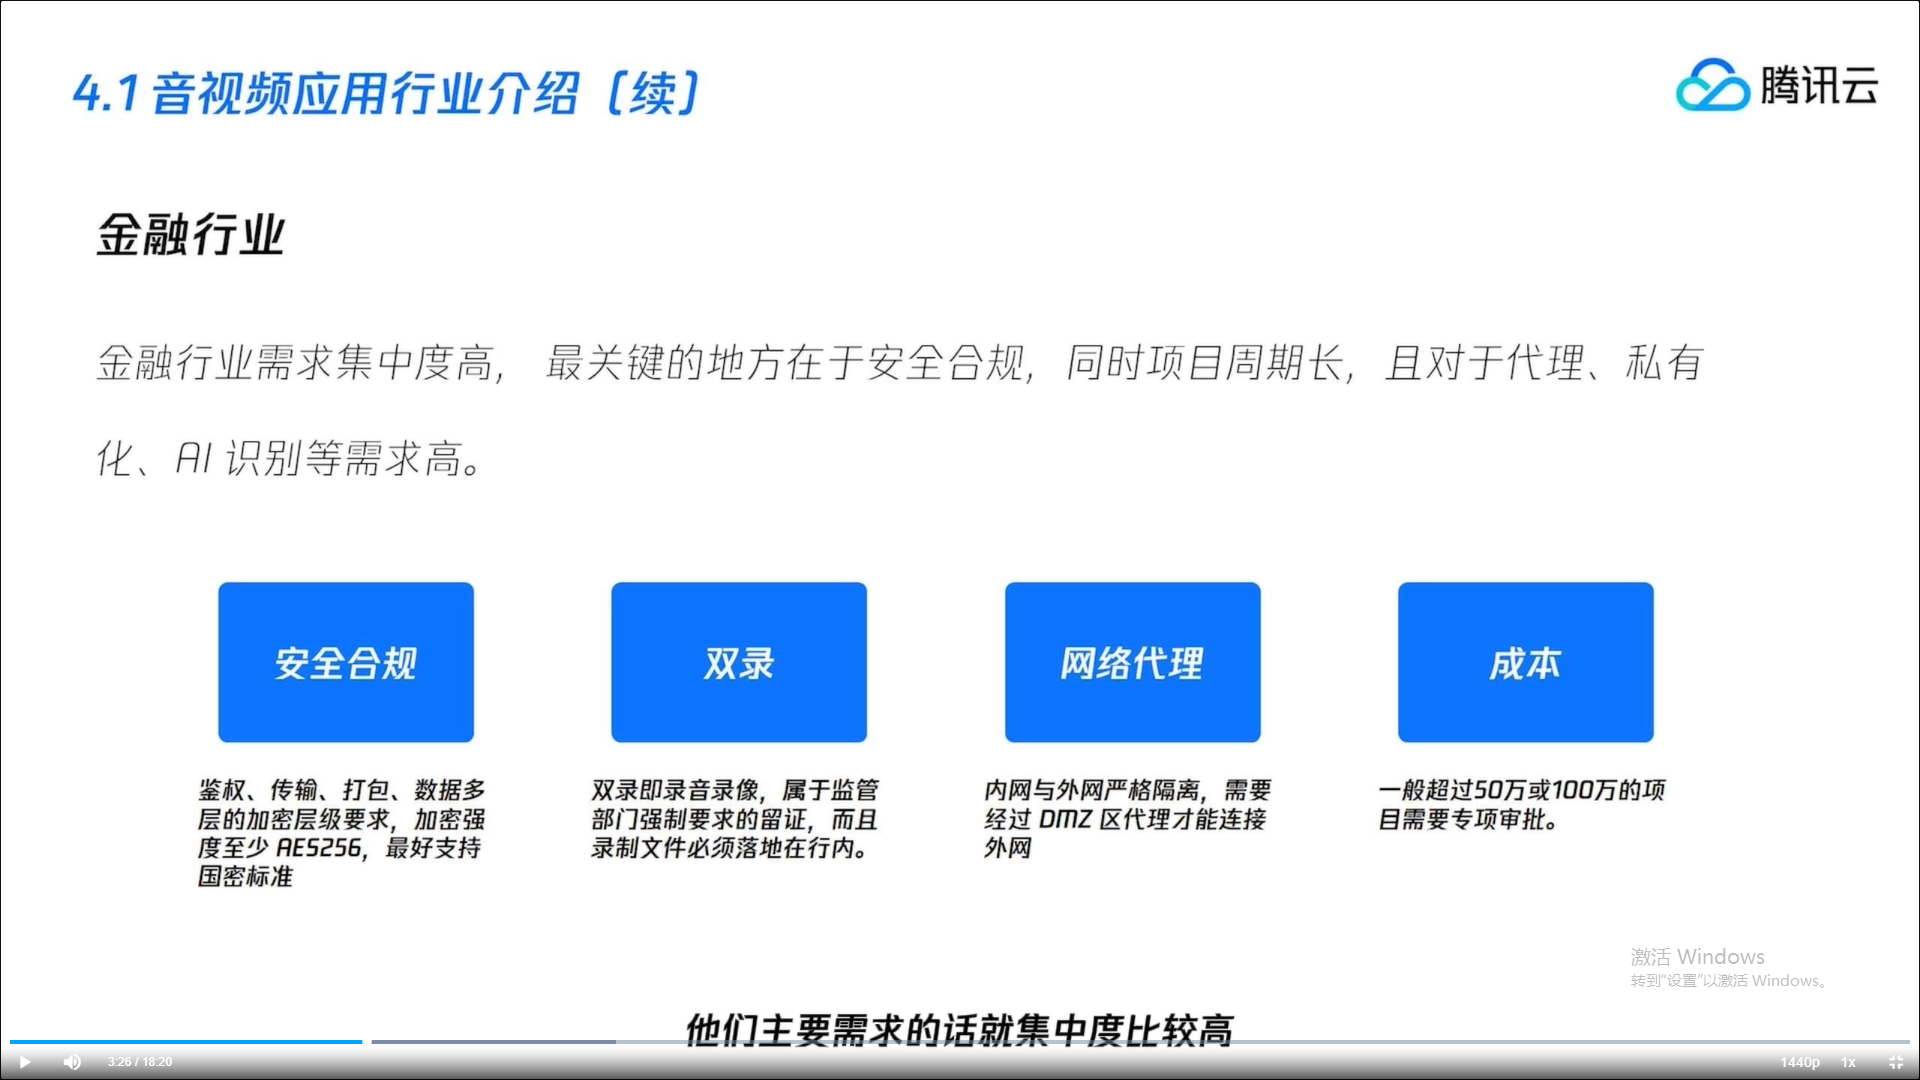 4.1 音视频应用行业介绍（续）
腾讯云
金融行业
金融行业需求集中度高， 最关键的地方在于安全合规，同时项目周期长，且对于代理、私有
化、AI 识别等需求高。
安全合规
双录
网络代理
成本
鉴权、传输、打包、数据多
层的加密层级要求，加密强
度至少 AES256，最好支持
国密标准
双录即录音录像，属于监管
部门强制要求的留证，而且
录制文件必须落地在行内。
内网与外网严格隔离，需要
经过 DMZ 区代理才能连接
外网
一般超过50万或100万的项
目需要专项审批。
激活 Windows
转到“设置”以激活 Windows。
他们主要需求的话就集中度比较高
3:26 / 18:20
1440p
1x